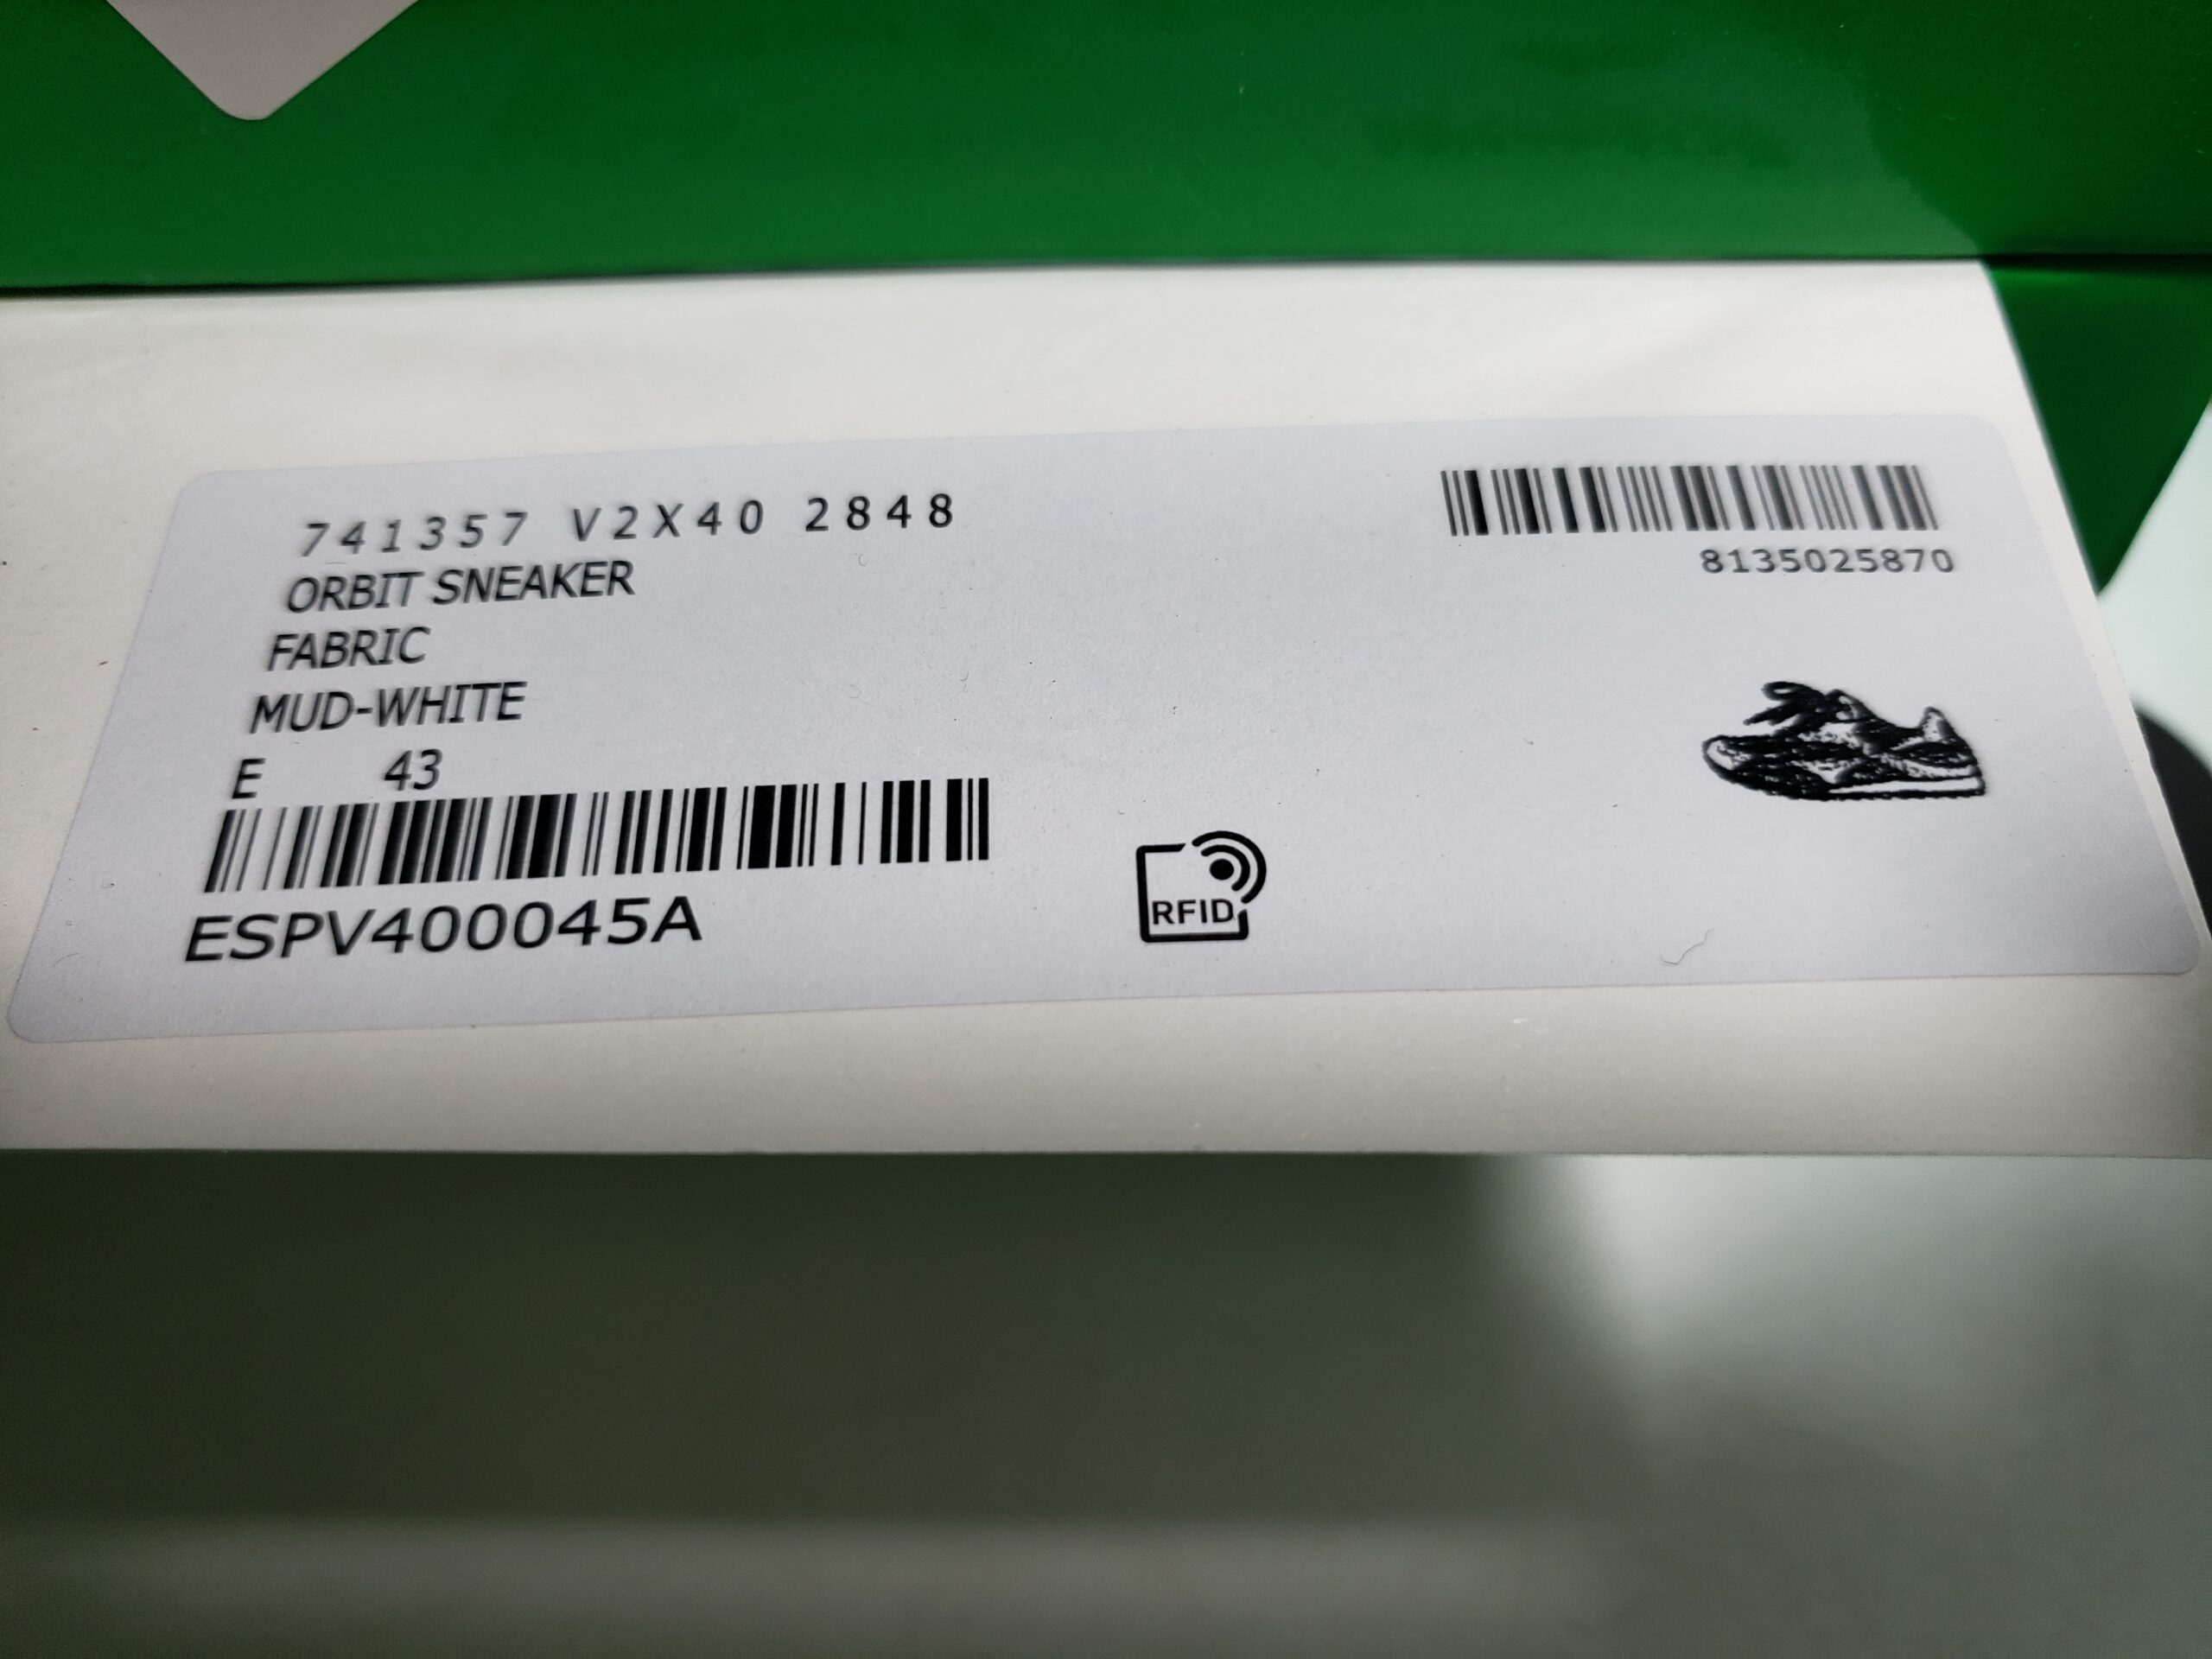 741357 V2X40 2848
8135025870
ORBIT SNEAKER
FABRIC
MUD-WHITE
E 43
ESPV400045A
RFID